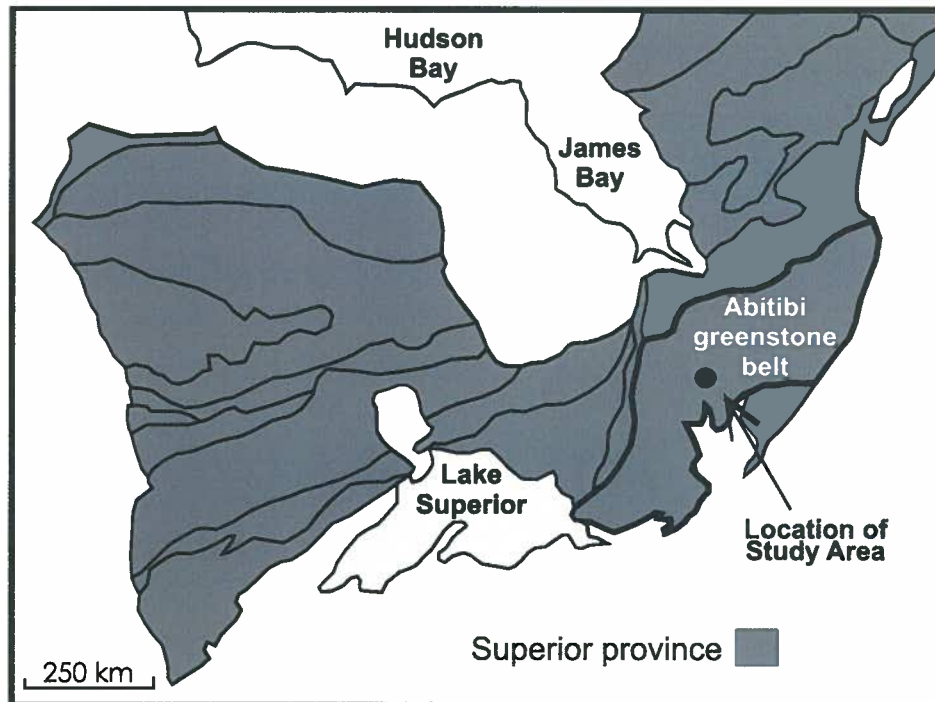 Hudson
Bay
James
Bay
Abitibi
greenstone
belt
Lake
Superior
Location of
Study Area
Superior province
250 km